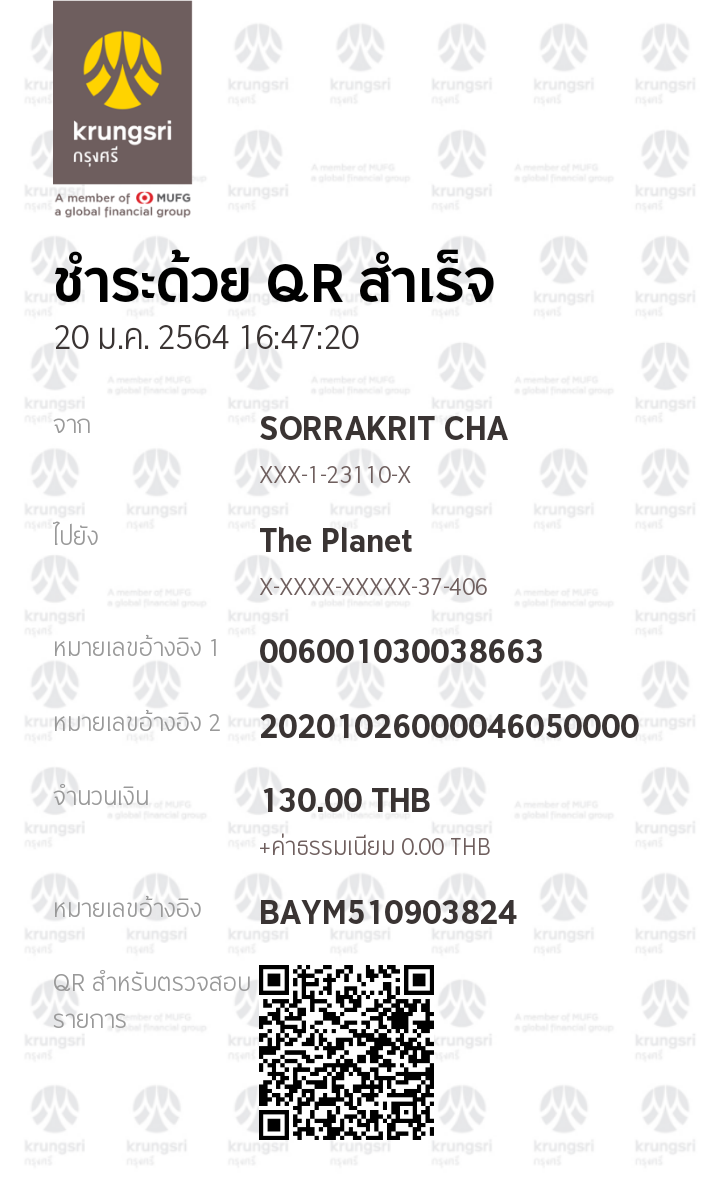 krungsri
กรุงศรี
A member of MUFG
a global financial group
ชำระด้วย QR สำเร็จ
20 ม.ค. 2564 16:47:20
จาก
SORRAKRIT CHA
XXX-1-23110-X
ไปยัง
The Planet
X-XXXX-XXXXX-37-406
หมายเลขอ้างอิง 1
006001030038663
หมายเลขอ้างอิง 2
20201026000046050000
จำนวนเงิน
130.00 THB
+ค่าธรรมเนียม 0.00 THB
หมายเลขอ้างอิง
BAYM510903824
QR สำหรับตรวจสอบ
รายการ